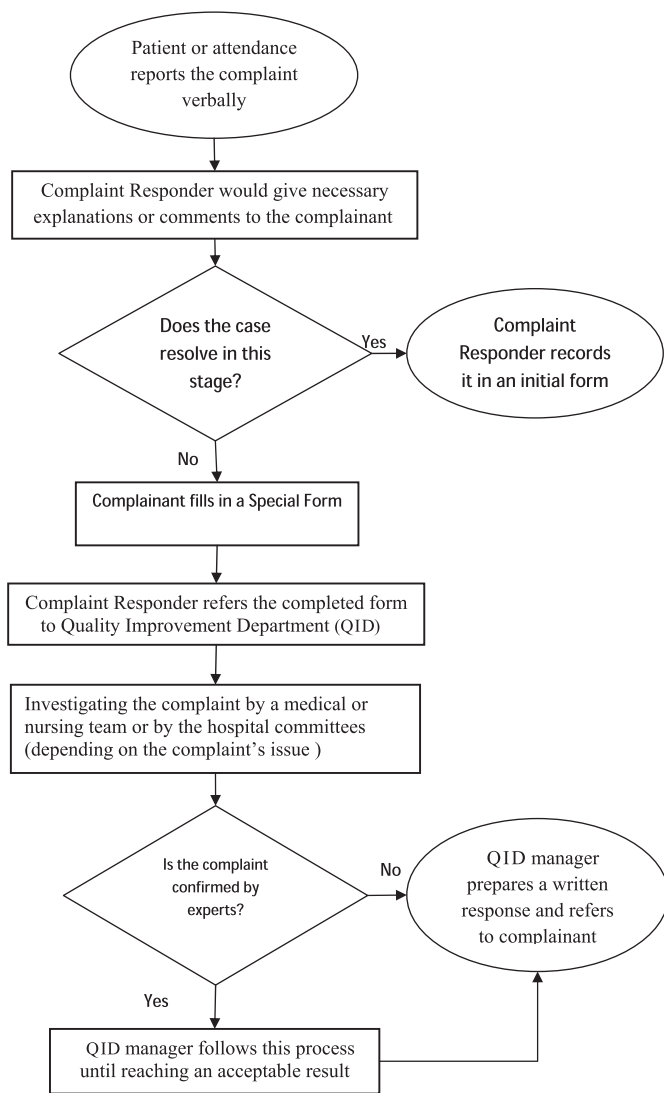 Patient or attendance
reports the complaint
verbally
Complaint Responder would give necessary
explanations or comments to the complainant
Does the case
resolve in this
stage?
Yes
Complaint
Responder records
it in an initial form
No
Complainant fills in a Special Form
Complaint Responder refers the completed form
to Quality Improvement Department (QID)
Investigating the complaint by a medical or
nursing team or by the hospital committees
(depending on the complaint’s issue )
Is the complaint
confirmed by
experts?
No
QID manager
prepares a written
response and refers
to complainant
Yes
QID manager follows this process
until reaching an acceptable result